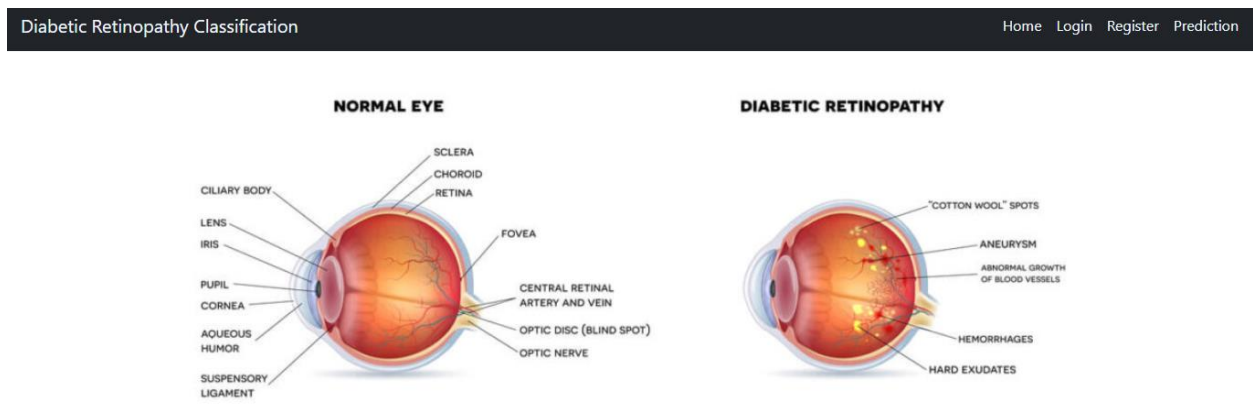 Diabetic Retinopathy Classification
Home Login Register Prediction
NORMAL EYE
SCLERA
CHOROID
RETINA
CILIARY BODY
LENS
IRIS
PUPIL
CORNEA
AQUEOUS
HUMOR
SUSPENSORY
LIGAMENT
FOVEA
CENTRAL RETINAL
ARTERY AND VEIN
OPTIC DISC (BLIND SPOT)
OPTIC NERVE
DIABETIC RETINOPATHY
"COTTON WOOL" SPOTS
ANEURYSM
ABNORMAL GROWTH
OF BLOOD VESSELS
HEMORRHAGES
HARD EXUDATES